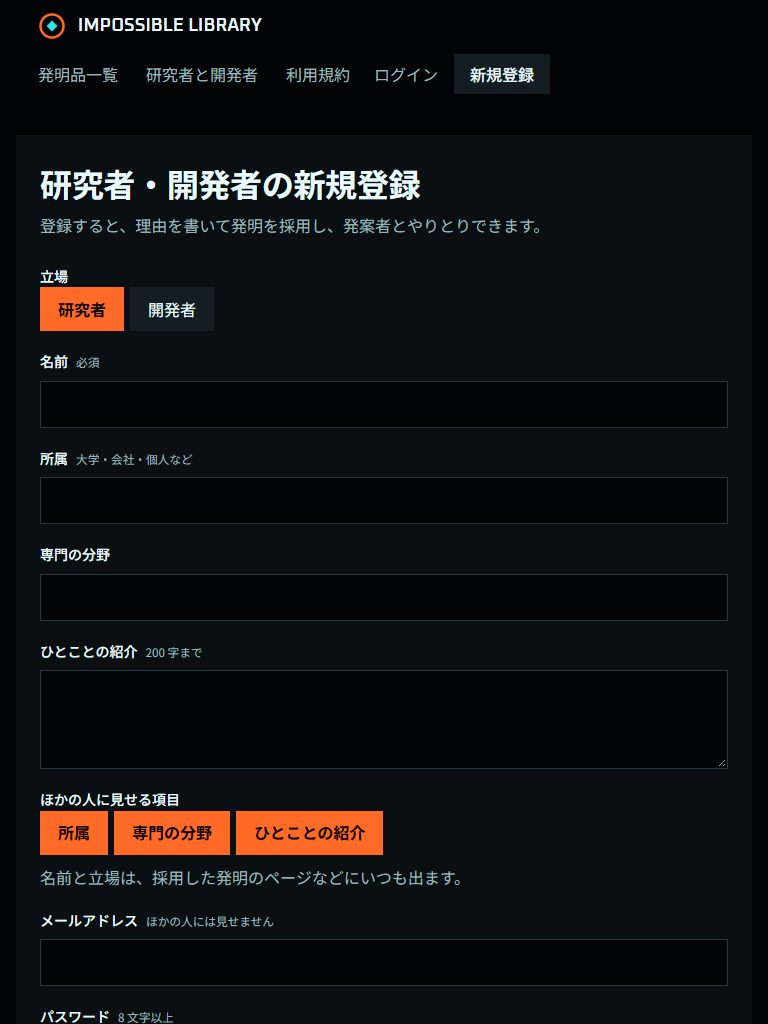 IMPOSSIBLE LIBRARY
発明品一覧 研究者と開発者 利用規約 ログイン 新規登録
研究者・開発者の新規登録
登録すると、理由を書いて発明を採用し、発案者とやりとりできます。
立場
研究者 開発者
名前 必須
所属 大学・会社・個人など
専門の分野
ひとことの紹介 200 字まで
ほかの人に見せる項目
所属 専門の分野 ひとことの紹介
名前と立場は、採用した発明のページなどにいつも出ます。
メールアドレス ほかの人には見せません
パスワード 8 文字以上